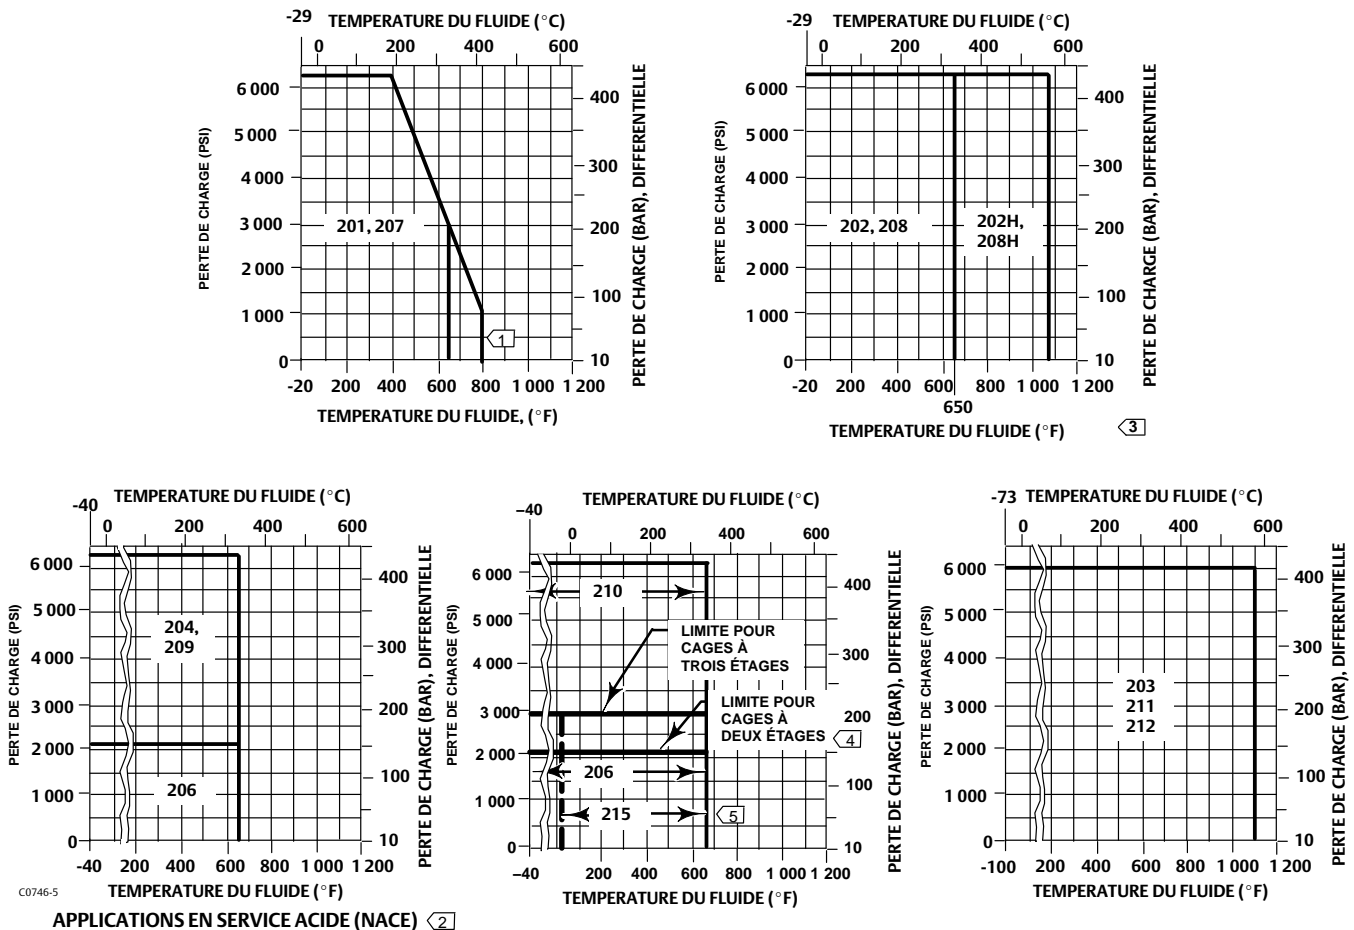 -29 TEMPERATURE DU FLUIDE (°C)
0 200 400 600
PERTE DE CHARGE (PSI)
6 000
5 000
4 000
3 000
2 000
1 000
0
201, 207
1
400
300
200
100
10
PERTE DE CHARGE (BAR), DIFFERENTIELLE
-20 200 400 600 800 1 000 1 200
TEMPERATURE DU FLUIDE, (°F)
-29 TEMPERATURE DU FLUIDE (°C)
0 200 400 600
PERTE DE CHARGE (PSI)
6 000
5 000
4 000
3 000
2 000
1 000
0
202, 208
202H,
208H
400
300
200
100
10
PERTE DE CHARGE (BAR), DIFFERENTIELLE
-20 200 400 600 800 1 000 1 200
650
TEMPERATURE DU FLUIDE (°F)
3
-40 TEMPERATURE DU FLUIDE (°C)
0 200 400 600
PERTE DE CHARGE (PSI)
6 000
5 000
4 000
3 000
2 000
1 000
0
204,
209
206
400
300
200
100
10
PERTE DE CHARGE (BAR), DIFFERENTIELLE
-40 200 400 600 800 1 000 1 200
TEMPERATURE DU FLUIDE (°F)
C0746-5
APPLICATIONS EN SERVICE ACIDE (NACE) 2
TEMPERATURE DU FLUIDE (°C)
–40
0 200 400 600
PERTE DE CHARGE (PSI)
6 000
5 000
4 000
3 000
2 000
1 000
0
210
LIMITE POUR
CAGES À
TROIS ÉTAGES
LIMITE POUR
CAGES À
DEUX ÉTAGES
4
206
215
5
400
300
200
100
10
PERTE DE CHARGE (BAR), DIFFERENTIELLE
–40 200 400 600 800 1 000 1 200
TEMPERATURE DU FLUIDE (°F)
-73 TEMPERATURE DU FLUIDE (°C)
0 200 400 600
PERTE DE CHARGE (PSI)
6 000
5 000
4 000
3 000
2 000
1 000
0
203
211
212
400
300
200
100
10
PERTE DE CHARGE (BAR), DIFFERENTIELLE
-100 200 400 600 800 1 000 1 200
TEMPERATURE DU FLUIDE (°F)